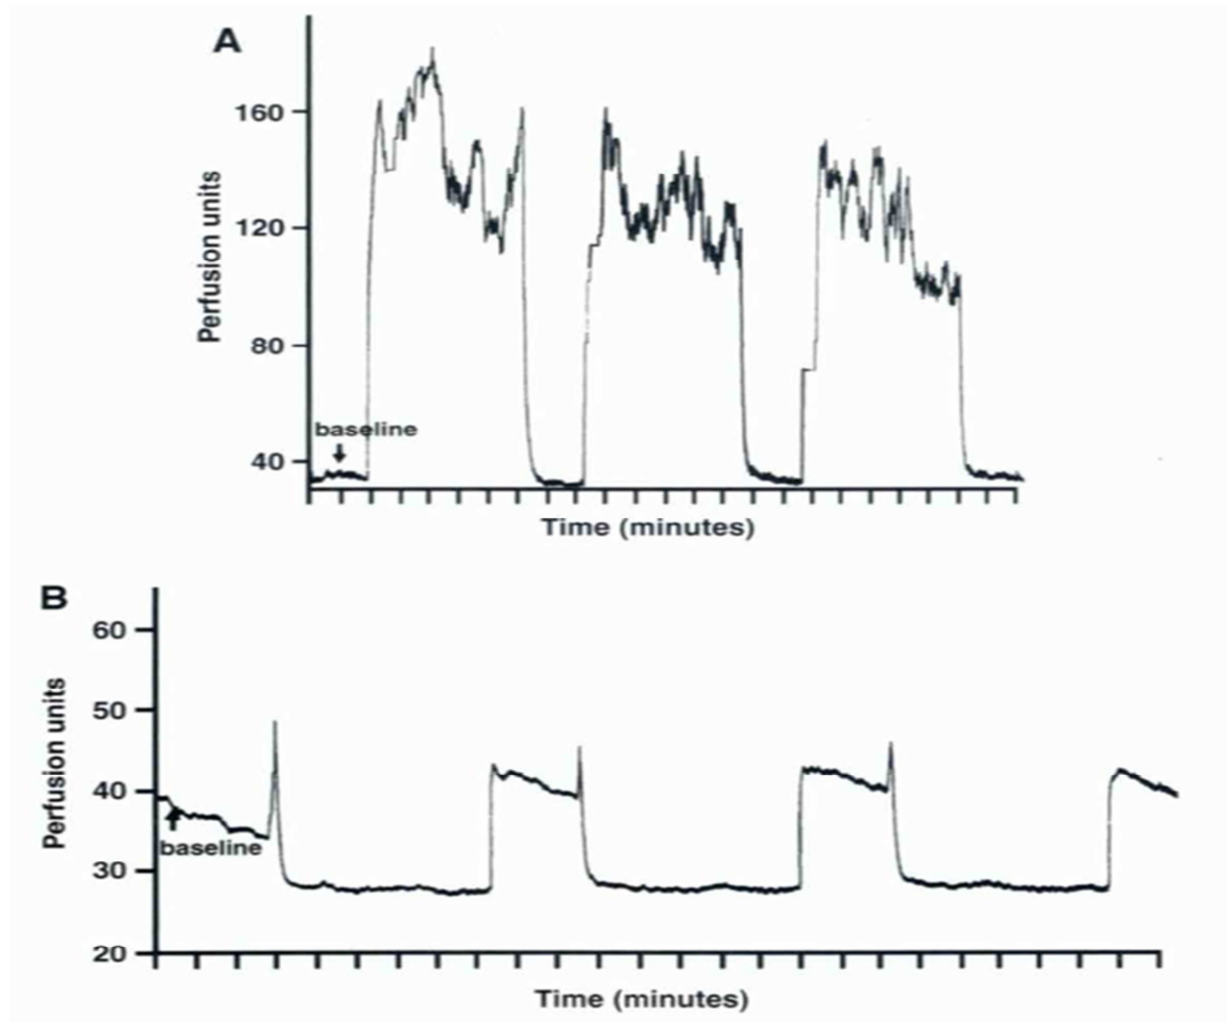 A
160
120
80
40
Perfusion units
baseline
Time (minutes)
B
60
50
40
30
20
Perfusion units
baseline
Time (minutes)